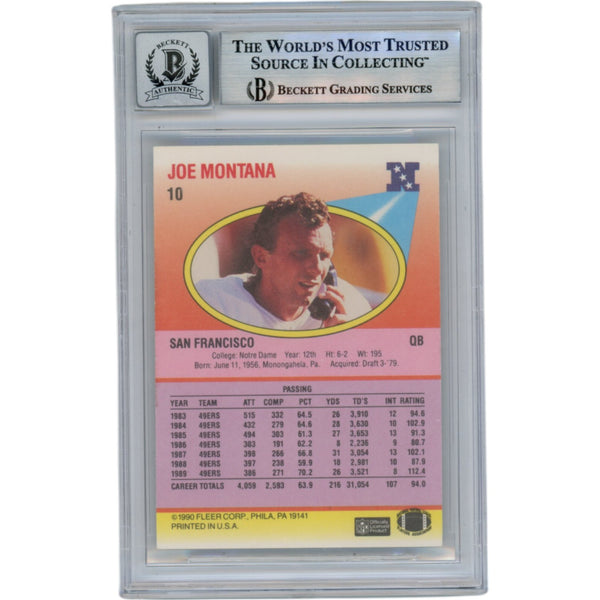 BECKETT
AUTHENTIC
THE WORLD'S MOST TRUSTED
SOURCE IN COLLECTING™
BECKETT GRADING SERVICES
JOE MONTANA
10
N
SAN FRANCISCO QB
College: Notre Dame Year: 12th Ht: 6-2 Wt: 195
Born: June 11, 1956, Monongahela, Pa. Acquired: Draft 3-'79.
PASSING
YEAR TEAM ATT COMP PCT YDS TD'S INT RATING
1983 49ERS 515 332 64.5 26 3,910 12 94.6
1984 49ERS 432 279 64.6 28 3,630 10 102.9
1985 49ERS 494 303 61.3 27 3,653 13 91.3
1986 49ERS 383 191 62.2 8 2,236 9 80.7
1987 49ERS 398 266 66.8 31 3,054 13 102.1
1988 49ERS 397 238 59.9 18 2,981 10 87.9
1989 49ERS 386 271 70.2 26 3,521 8 112.4
CAREER TOTALS 4,059 2,593 63.9 216 31,054 107 94.0
©1990 FLEER CORP., PHILA, PA 19141
PRINTED IN U.S.A.
Officially
Licensed
Product